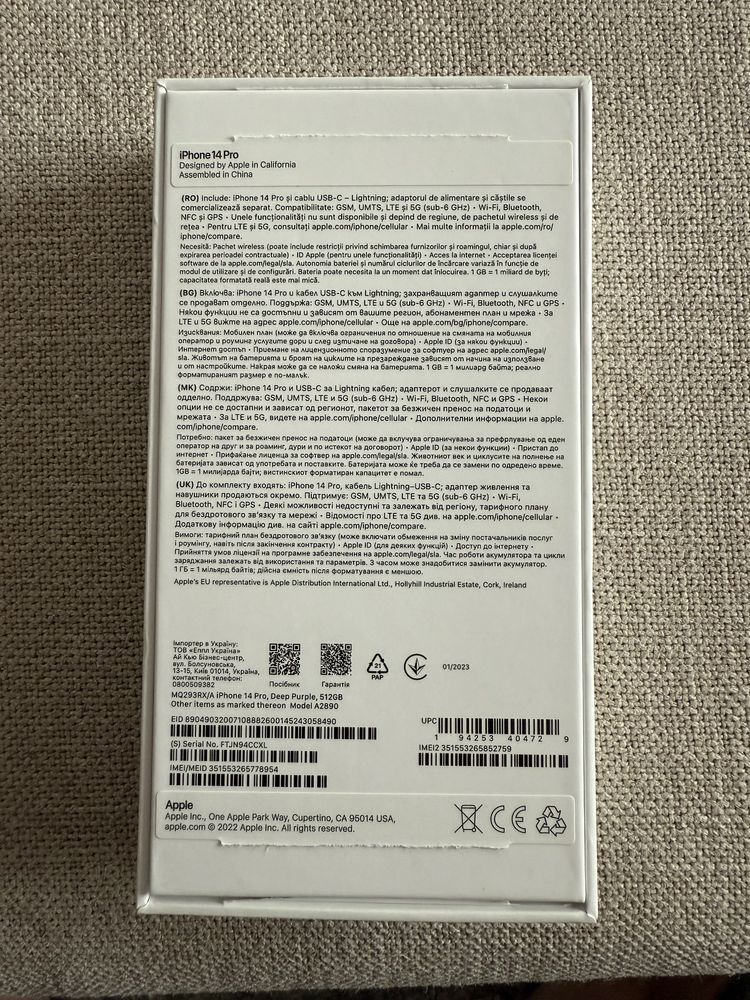 iPhone 14 Pro
Designed by Apple in California
Assembled in China
(RO) Include: iPhone 14 Pro și cablu USB-C – Lightning; adaptorul de alimentare și căștile se
comercializează separat. Compatibilitate: GSM, UMTS, LTE și 5G (sub-6 GHz) • Wi-Fi, Bluetooth,
NFC și GPS • Unele funcționalități nu sunt disponibile și depind de regiune, de pachetul wireless și de
rețea • Pentru LTE și 5G, consultați apple.com/iphone/cellular • Mai multe informații la apple.com/ro/
iphone/compare.
Necesită: Pachet wireless (poate include restricții privind schimbarea furnizorilor și roamingul, chiar și după
expirarea perioadei contractuale) • ID Apple (pentru unele funcționalități) • Acces la internet • Acceptarea licenței
software de la apple.com/legal/sla. Autonomia bateriei și numărul ciclurilor de încărcare variază în funcție de
modul de utilizare și de configurări. Bateria poate necesita la un moment dat înlocuire. 1 GB = 1 miliard de byți;
capacitatea formatată reală este mai mică.
(BG) Включва: iPhone 14 Pro и кабел USB-C към Lightning; захранващият адаптер и слушалките
се продават отделно. Поддържа: GSM, UMTS, LTE и 5G (sub-6 GHz) • Wi-Fi, Bluetooth, NFC и GPS •
Някои функции не са достъпни и зависят от вашите регион, абонаментен план и мрежа • За
LTE и 5G вижте на адрес apple.com/iphone/cellular • Още на apple.com/bg/iphone/compare.
Изисквания: Мобилен план (може да включва ограничения по отношение на смяната на мобилния
оператор и роуминг услугите дори и след изтичане на договора) • Apple ID (за някои функции) •
Интернет достъп • Приемане на лицензионното споразумение за софтуер на адрес apple.com/legal/
sla. Животът на батерията и броят на циклите на презареждане зависят от начина на използване
и от настройките. Накрая може да се наложи смяна на батерията. 1 GB = 1 милиард байта; реално
форматираният размер е по-малък.
(MK) Содржи: iPhone 14 Pro и USB-C за Lightning кабел; адаптерот и слушалките се продаваат
одделно. Поддржува: GSM, UMTS, LTE и 5G (sub-6 GHz) • Wi-Fi, Bluetooth, NFC и GPS • Некои
опции не се достапни и зависат од регионот, пакетот за безжичен пренос на податоци и
мрежата • За LTE и 5G, видете на apple.com/iphone/cellular • Дополнителни информации на apple.
com/iphone/compare.
Потребно: пакет за безжичен пренос на податоци (може да вклучува ограничувања за префрлување од еден
оператор на друг и за роаминг, дури и по истекот на договорот) • Apple ID (за некои функции) • Пристап до
интернет • Прифаќање лиценца за софтвер на apple.com/legal/sla. Животниот век и циклусите на полнење на
батеријата зависат од употребата и поставките. Батеријата може ќе треба да се замени по одредено време.
1GB = 1 милијарда бајти; вистинскиот форматиран капацитет е помал.
(UK) До комплекту входять: iPhone 14 Pro, кабель Lightning–USB-C; адаптер живлення та
навушники продаються окремо. Підтримує: GSM, UMTS, LTE та 5G (sub-6 GHz) • Wi-Fi,
Bluetooth, NFC і GPS • Деякі можливості недоступні та залежать від регіону, тарифного плану
для бездротового зв'язку та мережі • Відомості про LTE та 5G див. на apple.com/iphone/cellular •
Додаткову інформацію див. на сайті apple.com/iphone/compare.
Вимоги: тарифний план бездротового зв'язку (може включати обмеження на зміну постачальників послуг
і роумінгу, навіть після закінчення контракту) • Apple ID (для деяких функцій) • Доступ до інтернету •
Прийняття умов ліцензії на програмне забезпечення на apple.com/legal/sla. Час роботи акумулятора та цикли
заряджання залежать від використання та параметрів. З часом може знадобитися замінити акумулятор.
1 ГБ = 1 мільярд байтів; дійсна ємність після форматування є меншою.
Apple's EU representative is Apple Distribution International Ltd., Hollyhill Industrial Estate, Cork, Ireland
Імпортер в Україну:
ТОВ «Еппл Україна»
Ай Кью Бізнес-центр,
вул. Болсуновська,
13-15, Київ 01014, Україна,
контактний телефон:
0800509382
Посібник
Гарантія
21
PAP
01/2023
MQ293RX/A iPhone 14 Pro, Deep Purple, 512GB
Other items as marked thereon Model A2890
EID 89049032007108882600145243058490
UPC
1 94253 40472 9
(S) Serial No. FTJN94CCXL
IMEI2 351553265852759
IMEI/MEID 351553265778954
Apple
Apple Inc., One Apple Park Way, Cupertino, CA 95014 USA,
apple.com © 2022 Apple Inc. All rights reserved.
CE